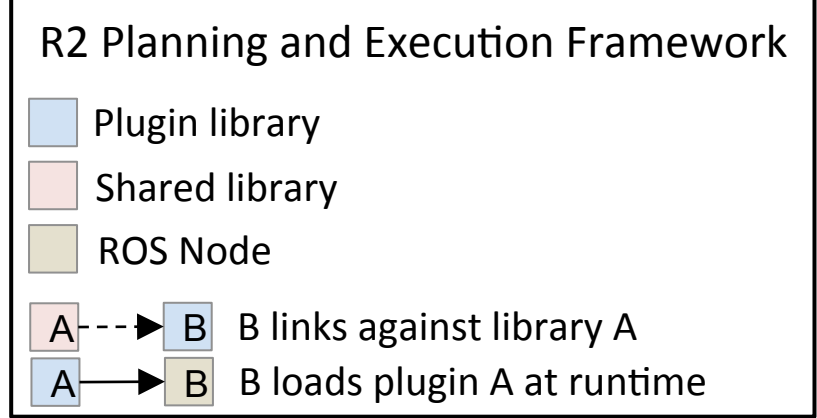 R2 Planning and Execution Framework
Plugin library
Shared library
ROS Node
A B B links against library A
A B B loads plugin A at runtime